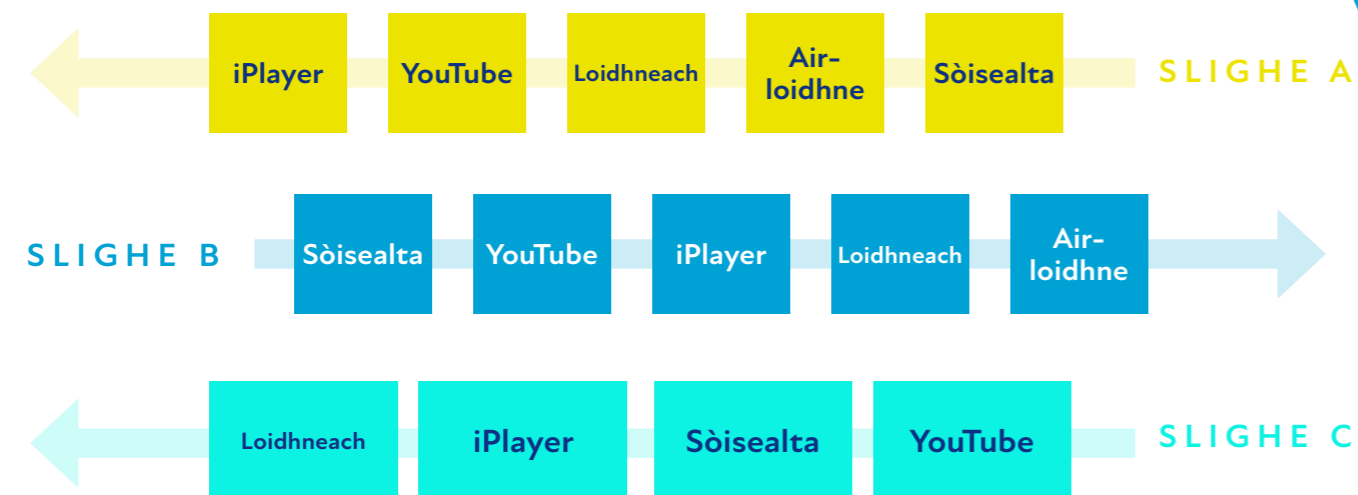 iPlayer
YouTube
Loidhneach
Air-
loidhne
Sòisealta
SLIGHE A
SLIGHE B
Sòisealta
YouTube
iPlayer
Loidhneach
Air-
loidhne
Loidhneach
iPlayer
Sòisealta
YouTube
SLIGHE C